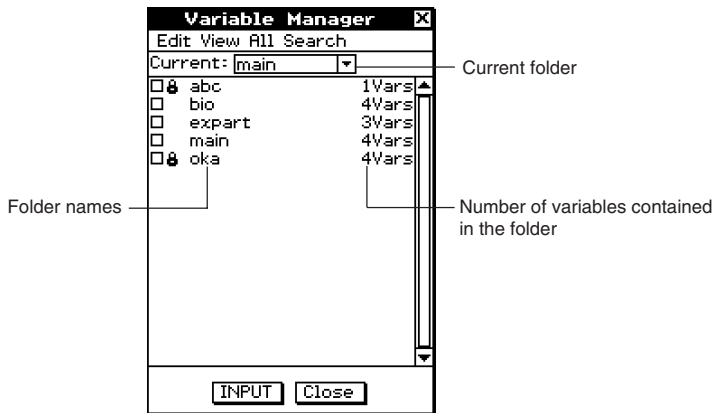 Variable Manager
Edit View All Search
Current: main
Current folder
abc 1Vars
bio 4Vars
expart 3Vars
main 4Vars
oka 4Vars
Folder names
Number of variables contained
in the folder
INPUT Close